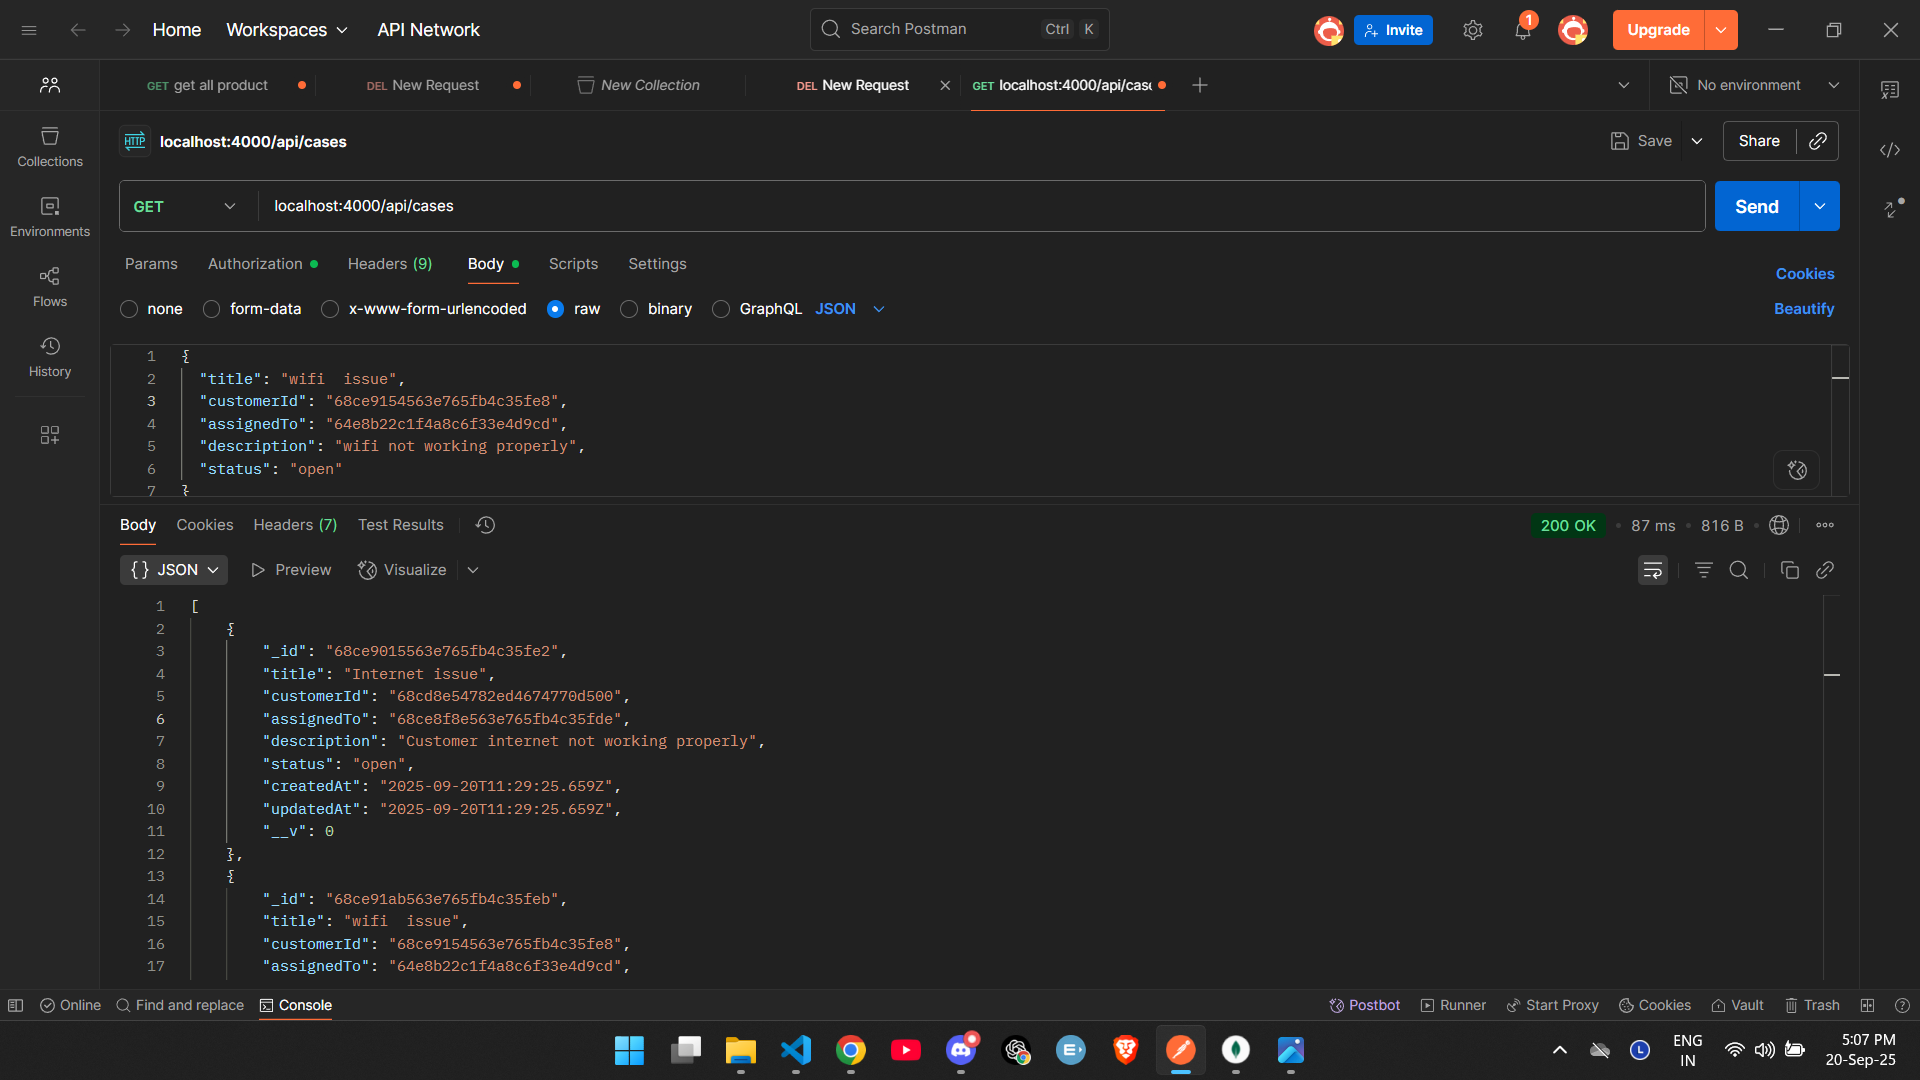 Home Workspaces API Network Search Postman Ctrl K Invite 1 Upgrade
GET get all product DEL New Request New Collection DEL New Request GET localhost:4000/api/case No environment
HTTP localhost:4000/api/cases Save Share
GET localhost:4000/api/cases Send
Params Authorization Headers (9) Body Scripts Settings Cookies
none form-data x-www-form-urlencoded raw binary GraphQL JSON Beautify
Collections
Environments
Flows
History
1 {
2 "title": "wifi  issue",
3 "customerId": "68ce9154563e765fb4c35fe8",
4 "assignedTo": "64e8b22c1f4a8c6f33e4d9cd",
5 "description": "wifi not working properly",
6 "status": "open"
7 }
Body Cookies Headers (7) Test Results 200 OK • 87 ms • 816 B •
{} JSON Preview Visualize
1 [
2 {
3 "_id": "68ce9015563e765fb4c35fe2",
4 "title": "Internet issue",
5 "customerId": "68cd8e54782ed4674770d500",
6 "assignedTo": "68ce8f8e563e765fb4c35fde",
7 "description": "Customer internet not working properly",
8 "status": "open",
9 "createdAt": "2025-09-20T11:29:25.659Z",
10 "updatedAt": "2025-09-20T11:29:25.659Z",
11 "__v": 0
12 },
13 {
14 "_id": "68ce91ab563e765fb4c35feb",
15 "title": "wifi  issue",
16 "customerId": "68ce9154563e765fb4c35fe8",
17 "assignedTo": "64e8b22c1f4a8c6f33e4d9cd",
Online Find and replace Console Postbot Runner Start Proxy Cookies Vault Trash
ENG 5:07 PM
IN 20-Sep-25